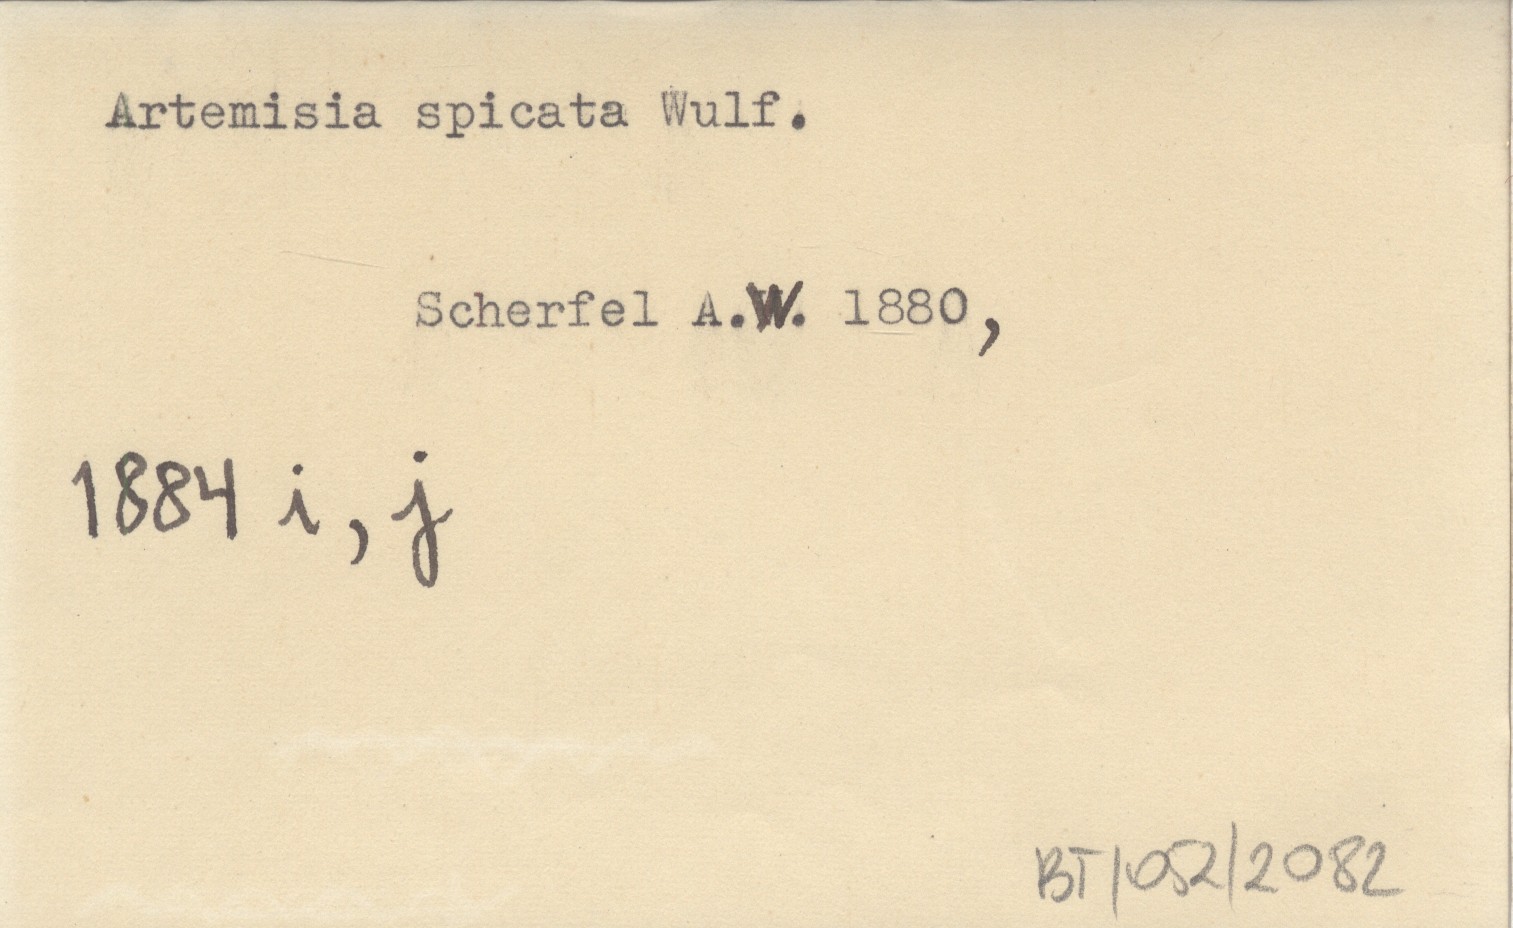 Artemisia spicata Wulf.
Scherfel A.W. 1880,
1884 i, j
BT/052/2082